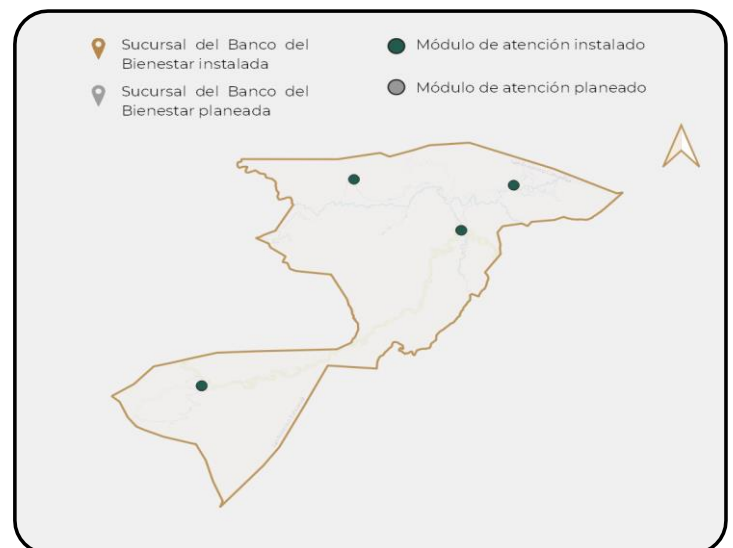 Sucursal del Banco del
Bienestar instalada
Sucursal del Banco del
Bienestar planeada
Módulo de atención instalado
Módulo de atención planeado